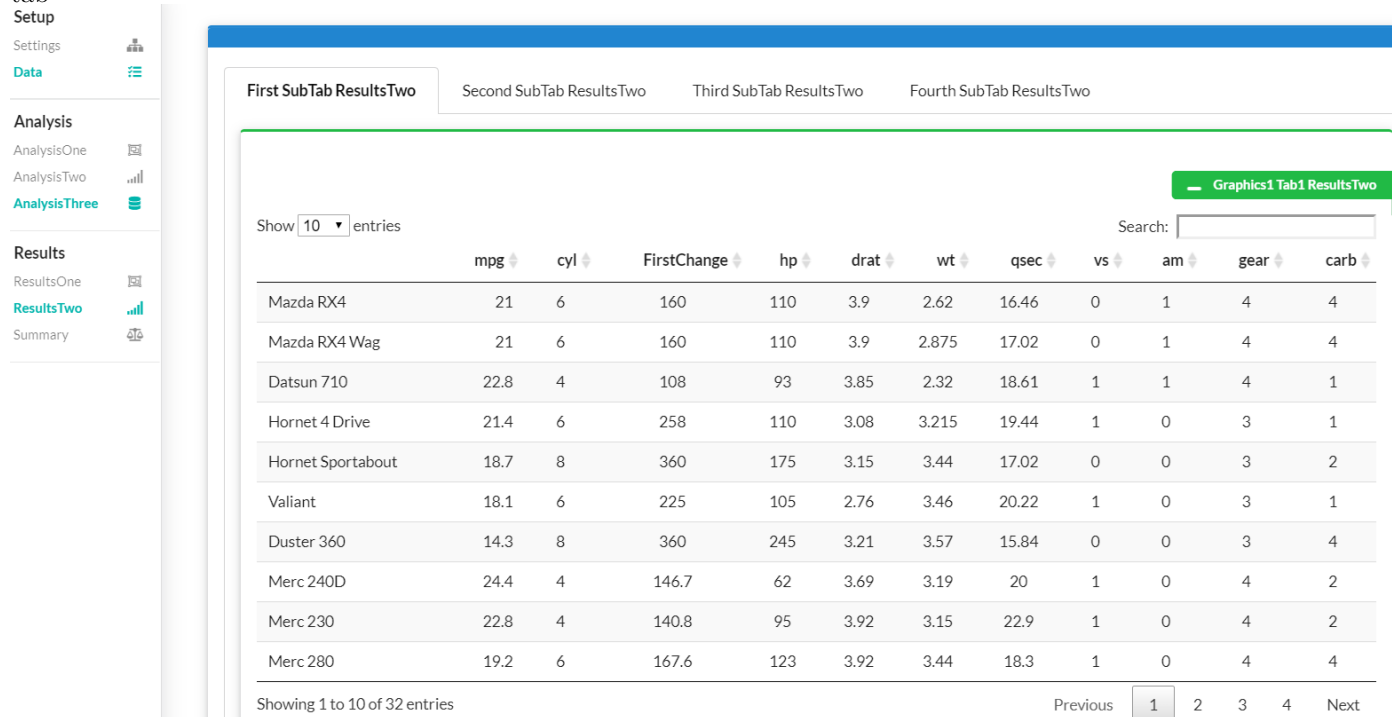 tab
Setup
Settings
Data
Analysis
AnalysisOne
AnalysisTwo
AnalysisThree
Results
ResultsOne
ResultsTwo
Summary
First SubTab ResultsTwo Second SubTab ResultsTwo Third SubTab ResultsTwo Fourth SubTab ResultsTwo
Graphics1 Tab1 ResultsTwo
Show 10 entries Search:
mpg cyl FirstChange hp drat wt qsec vs am gear carb
Mazda RX4 21 6 160 110 3.9 2.62 16.46 0 1 4 4
Mazda RX4 Wag 21 6 160 110 3.9 2.875 17.02 0 1 4 4
Datsun 710 22.8 4 108 93 3.85 2.32 18.61 1 1 4 1
Hornet 4 Drive 21.4 6 258 110 3.08 3.215 19.44 1 0 3 1
Hornet Sportabout 18.7 8 360 175 3.15 3.44 17.02 0 0 3 2
Valiant 18.1 6 225 105 2.76 3.46 20.22 1 0 3 1
Duster 360 14.3 8 360 245 3.21 3.57 15.84 0 0 3 4
Merc 240D 24.4 4 146.7 62 3.69 3.19 20 1 0 4 2
Merc 230 22.8 4 140.8 95 3.92 3.15 22.9 1 0 4 2
Merc 280 19.2 6 167.6 123 3.92 3.44 18.3 1 0 4 4
Showing 1 to 10 of 32 entries Previous 1 2 3 4 Next